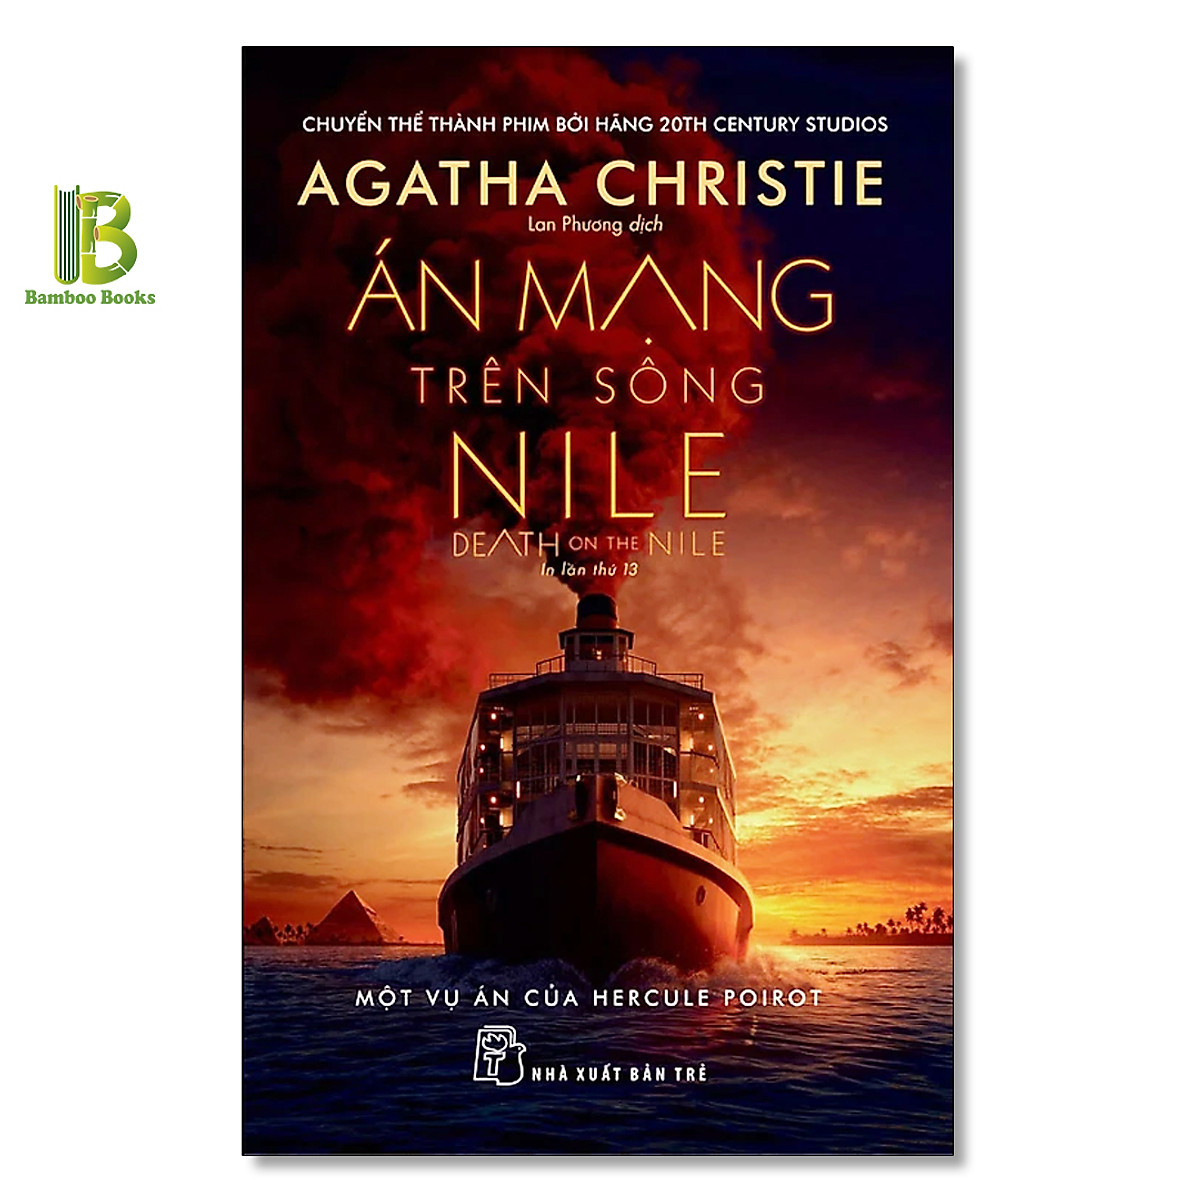 CHUYỂN THỂ THÀNH PHIM BỞI HÃNG 20TH CENTURY STUDIOS
AGATHA CHRISTIE
Lan Phương dịch
ÁN MẠNG
TRÊN SÔNG
NILE
DEATH ON THE NILE
In lần thứ 13
MỘT VỤ ÁN CỦA HERCULE POIROT
NHÀ XUẤT BẢN TRẺ
B
Bamboo Books